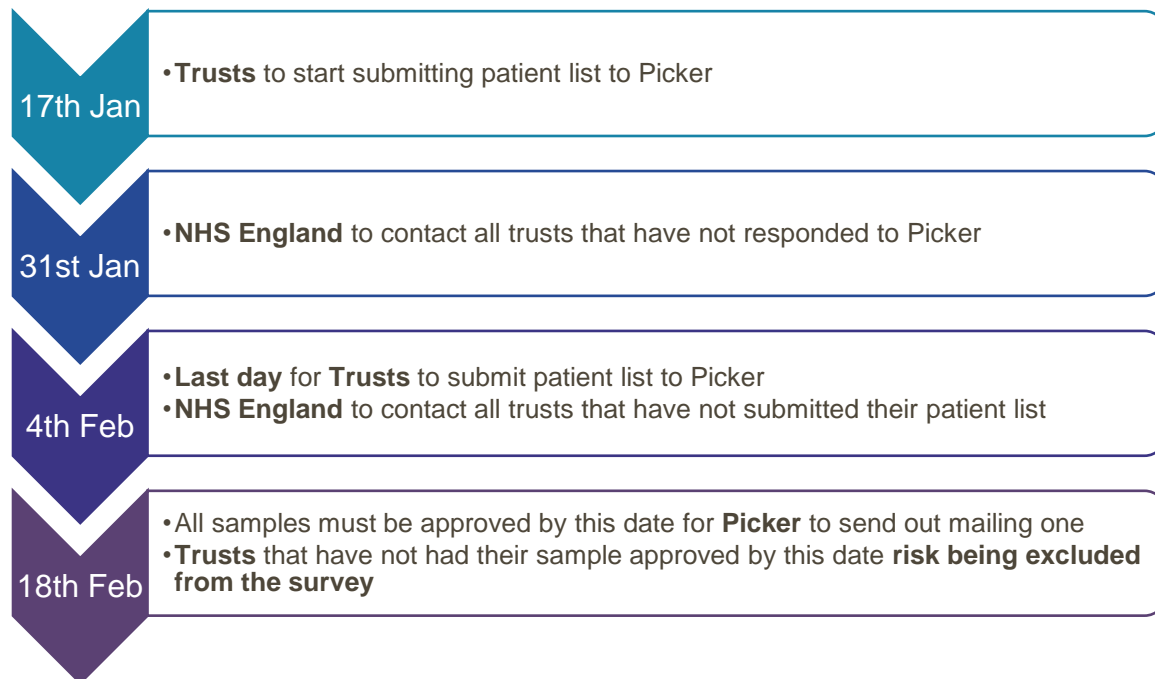 17th Jan
•Trusts to start submitting patient list to Picker
31st Jan
•NHS England to contact all trusts that have not responded to Picker
4th Feb
•Last day for Trusts to submit patient list to Picker
•NHS England to contact all trusts that have not submitted their patient list
18th Feb
•All samples must be approved by this date for Picker to send out mailing one
•Trusts that have not had their sample approved by this date risk being excluded
from the survey